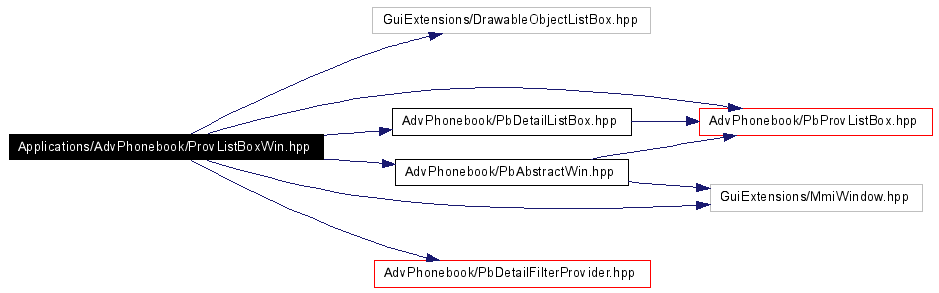 GuiExtensions/DrawableObjectListBox.hpp
AdvPhonebook/PbDetailListBox.hpp
AdvPhonebook/PbProvListBox.hpp
Applications/AdvPhonebook/ProvListBoxWin.hpp
AdvPhonebook/PbAbstractWin.hpp
GuiExtensions/MmiWindow.hpp
AdvPhonebook/PbDetailFilterProvider.hpp